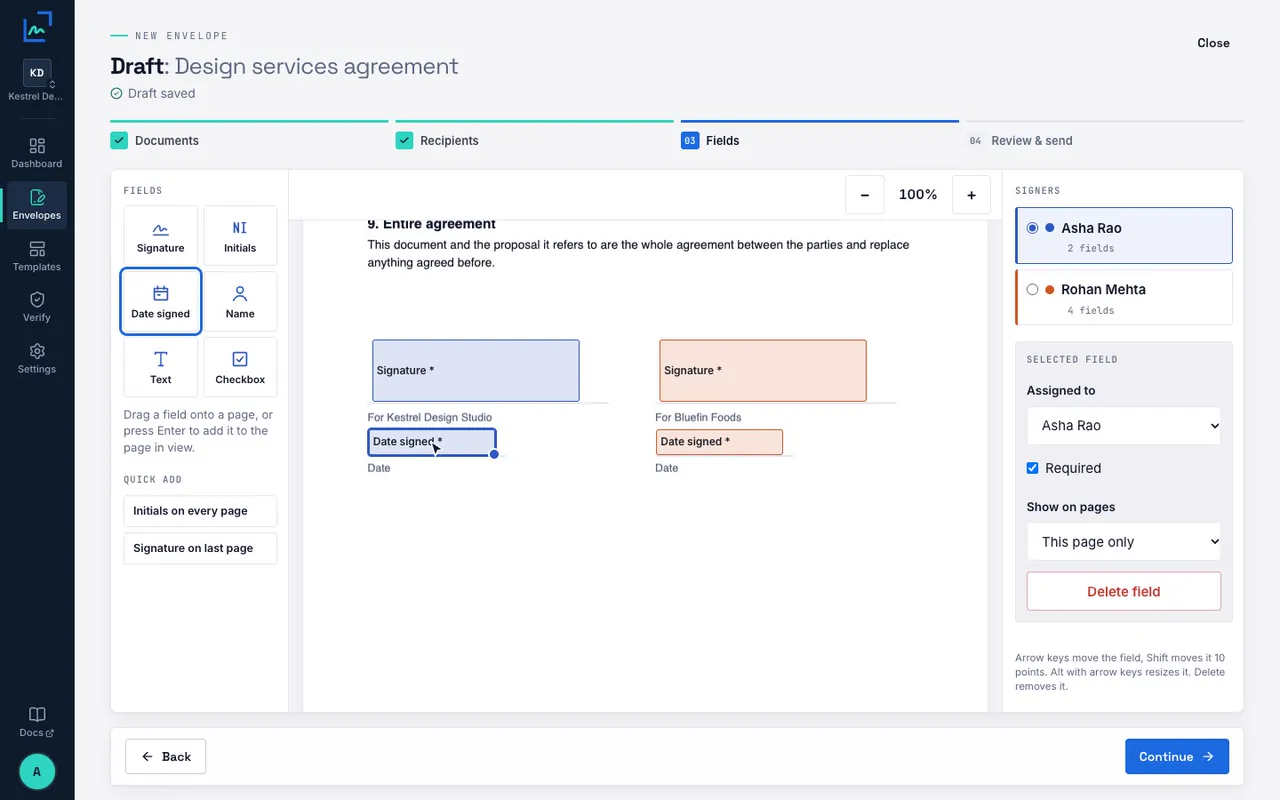 KD
Kestrel De...
Dashboard
Envelopes
Templates
Verify
Settings
Docs
A
NEW ENVELOPE
Draft: Design services agreement
Draft saved
Close
Documents
Recipients
03 Fields
04 Review & send
FIELDS
Signature
NI Initials
Date signed
Name
Text
Checkbox
Drag a field onto a page, or
press Enter to add it to the
page in view.
QUICK ADD
Initials on every page
Signature on last page
− 100% +
9. Entire agreement
This document and the proposal it refers to are the whole agreement between the parties and replace
anything agreed before.
Signature * Signature *
For Kestrel Design Studio For Bluefin Foods
Date signed * Date signed *
Date Date
SIGNERS
Asha Rao
2 fields
Rohan Mehta
4 fields
SELECTED FIELD
Assigned to
Asha Rao
Required
Show on pages
This page only
Delete field
Arrow keys move the field, Shift moves it 10
points. Alt with arrow keys resizes it. Delete
removes it.
Back
Continue